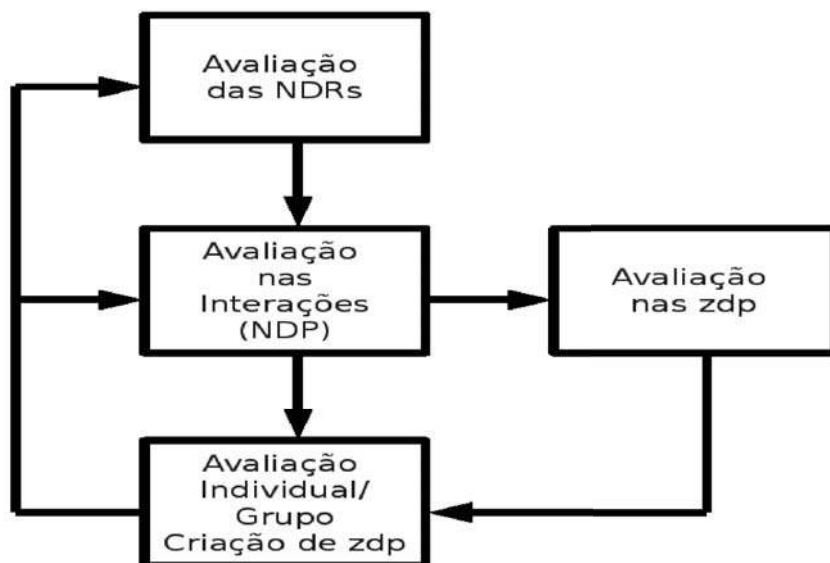 Avaliação
das NDRs
Avaliação
nas
Interações
(NDP)
Avaliação
nas zdp
Avaliação
Individual/
Grupo
Criação de zdp